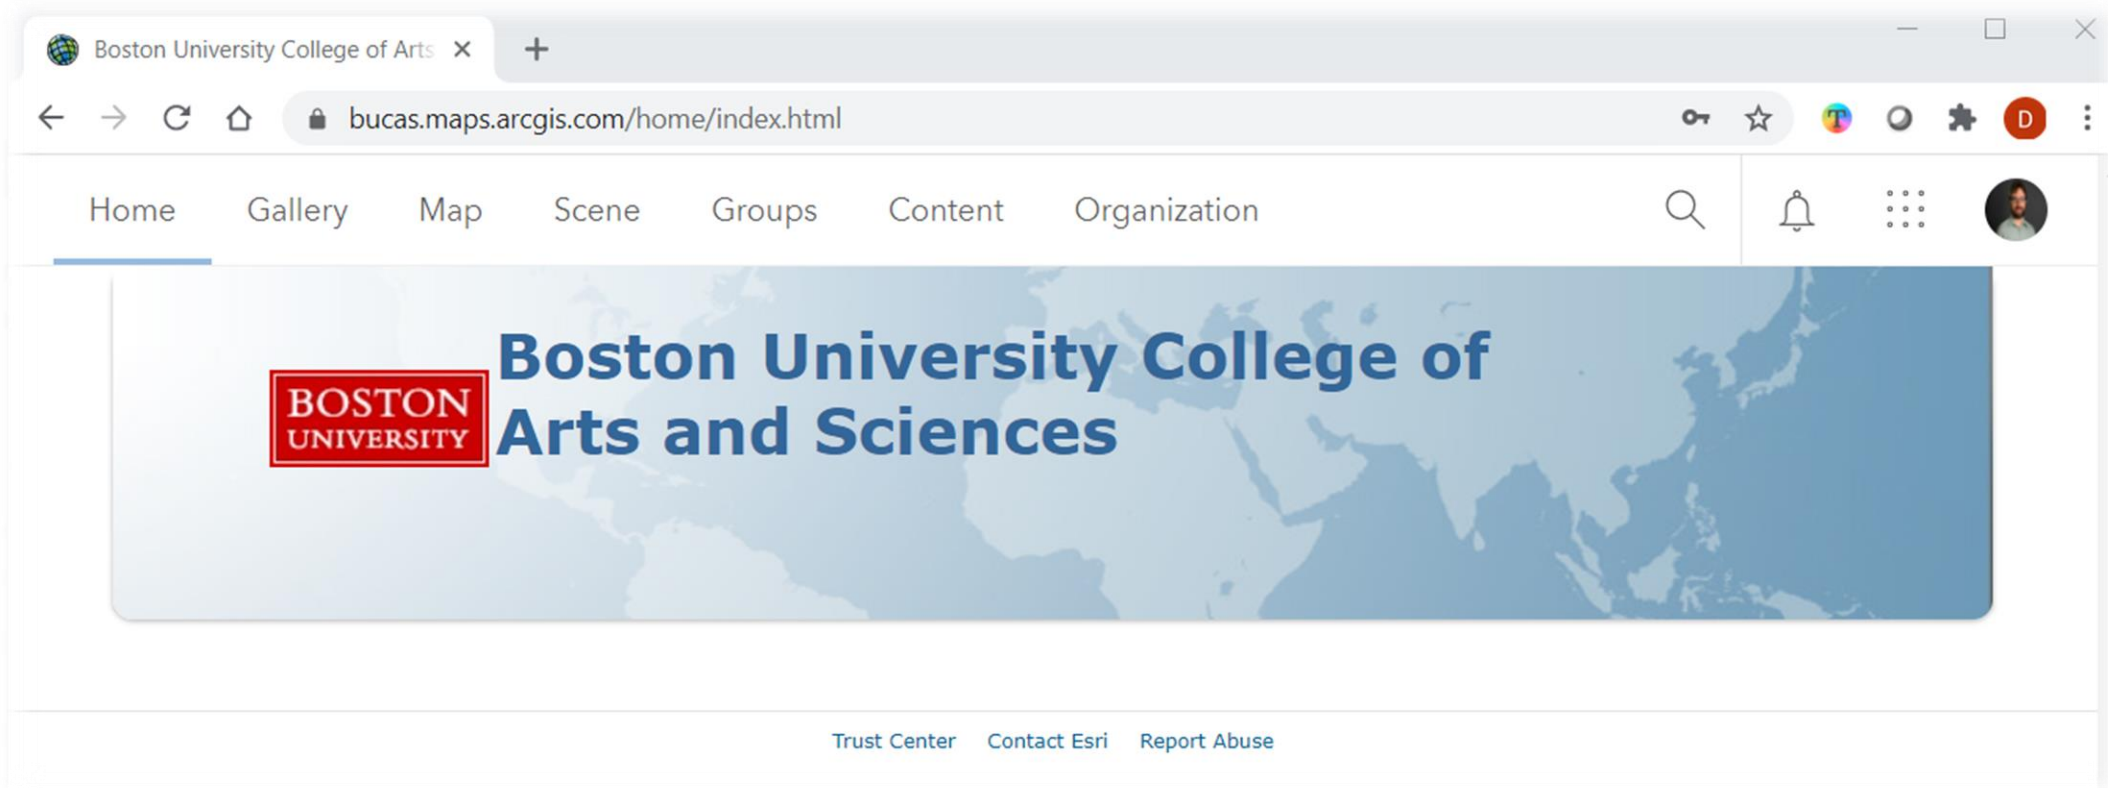 Boston University College of Arts
bucas.maps.arcgis.com/home/index.html
T
D
Home Gallery Map Scene Groups Content Organization
BOSTON
UNIVERSITY
Boston University College of
Arts and Sciences
Trust Center Contact Esri Report Abuse